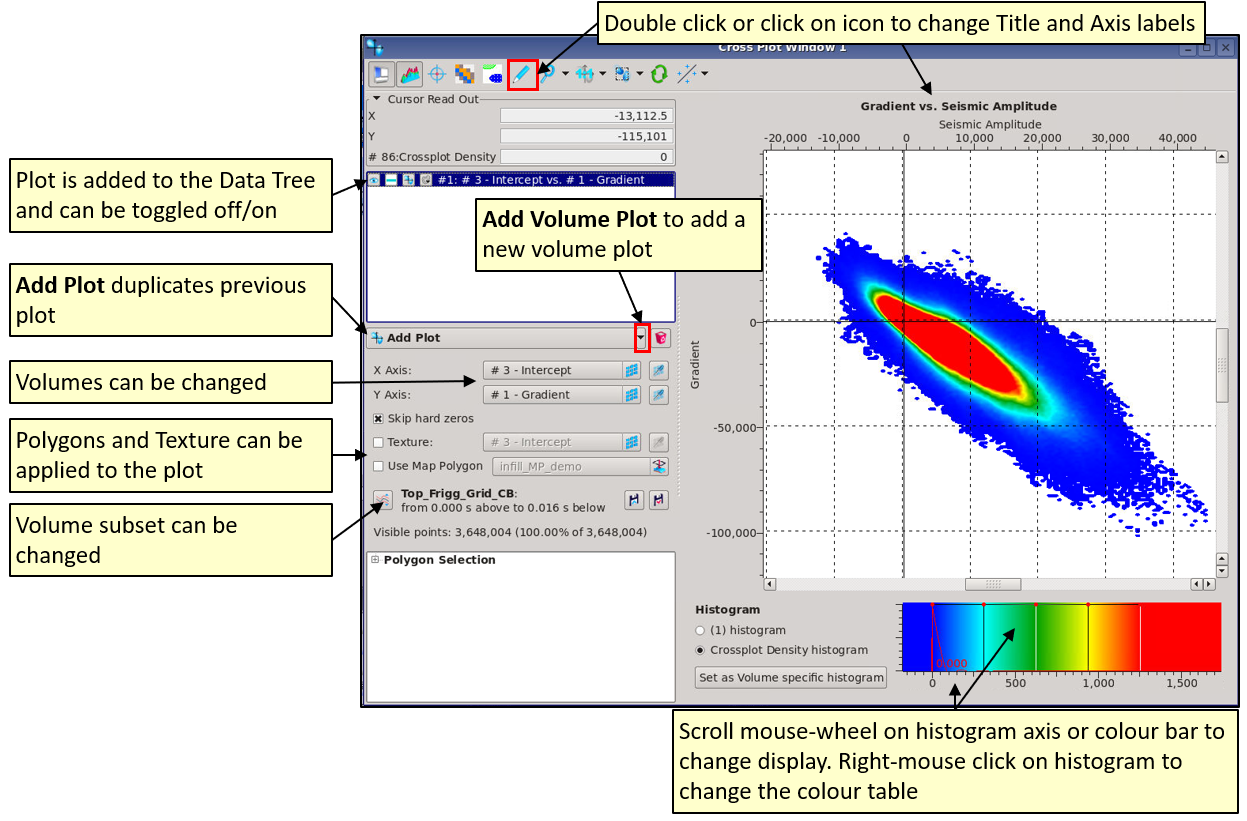 Double click or click on icon to change Title and Axis labels
Cross Plot Window 1
Cursor Read Out
X
-13,112.5
Y
-115,101
# 86:Crossplot Density
0
#1: # 3 - Intercept vs. # 1 - Gradient
Plot is added to the Data Tree
and can be toggled off/on
Add Volume Plot to add a
new volume plot
Add Plot duplicates previous
plot
Add Plot
Volumes can be changed
X Axis:
# 3 - Intercept
Y Axis:
# 1 - Gradient
Skip hard zeros
Polygons and Texture can be
applied to the plot
Texture:
# 3 - Intercept
Use Map Polygon
infill_MP_demo
Volume subset can be
changed
Top_Frigg_Grid_CB:
from 0.000 s above to 0.016 s below
Visible points: 3,648,004 (100.00% of 3,648,004)
Polygon Selection
Gradient vs. Seismic Amplitude
Seismic Amplitude
-20,000 -10,000 0 10,000 20,000 30,000 40,000
Gradient
0
-50,000
-100,000
Histogram
(1) histogram
Crossplot Density histogram
Set as Volume specific histogram
0.000
0 500 1,000 1,500
Scroll mouse-wheel on histogram axis or colour bar to
change display. Right-mouse click on histogram to
change the colour table